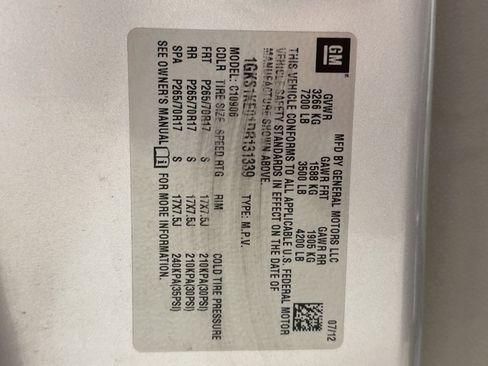 GM
MFD BY GENERAL MOTORS LLC
07/12
GVWR GAWR FRT GAWR RR
3266 KG 1588 KG 1905 KG
7200 LB 3500 LB 4200 LB
THIS VEHICLE CONFORMS TO ALL APPLICABLE U.S. FEDERAL MOTOR
VEHICLE SAFETY STANDARDS IN EFFECT ON THE DATE OF
MANUFACTURE SHOWN ABOVE.
TYPE: M.P.V.
MODEL: C10906
CDLR TIRE SIZE SPEED RTG RIM COLD TIRE PRESSURE
FRT P265/70R17 S 17X7.5J 210KPA(30PSI)
RR P265/70R17 S 17X7.5J 210KPA(30PSI)
SPA P265/70R17 S 17X7.5J 240KPA(35PSI)
SEE OWNER'S MANUAL FOR MORE INFORMATION.